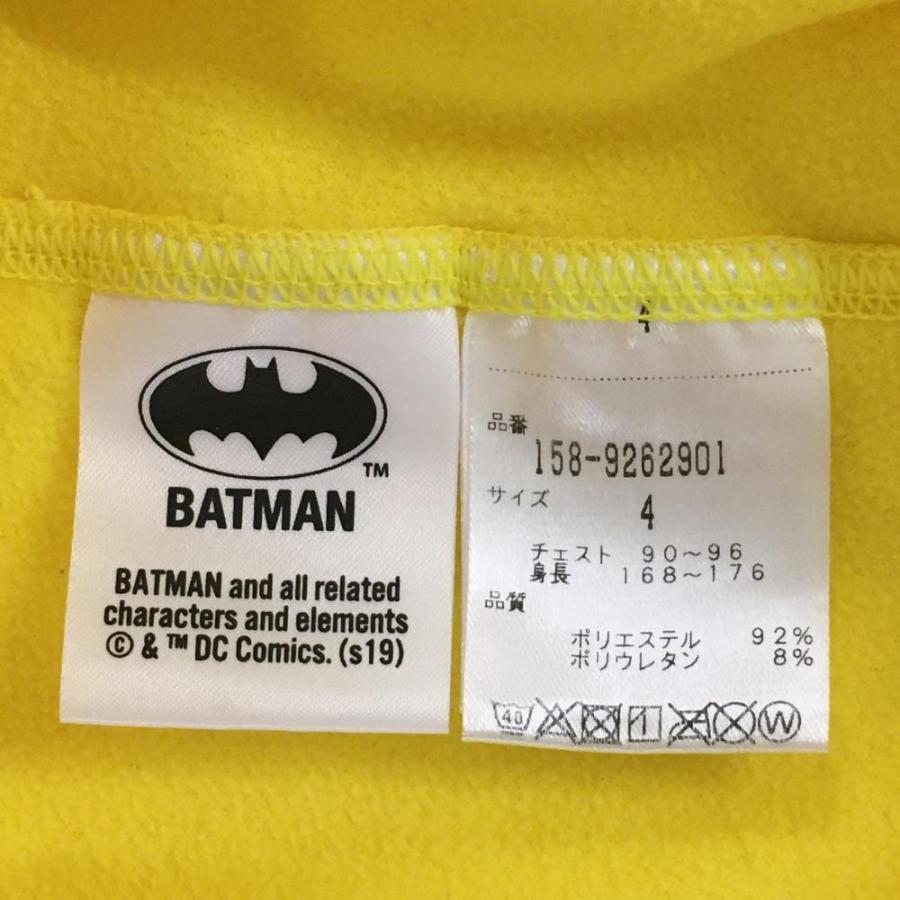 ™
BATMAN
BATMAN and all related
characters and elements
© & ™ DC Comics. (s19)
品番
158-9262901
サイズ
4
チェスト 90～96
身長 168～176
品質
ポリエステル 92%
ポリウレタン 8%
40
W